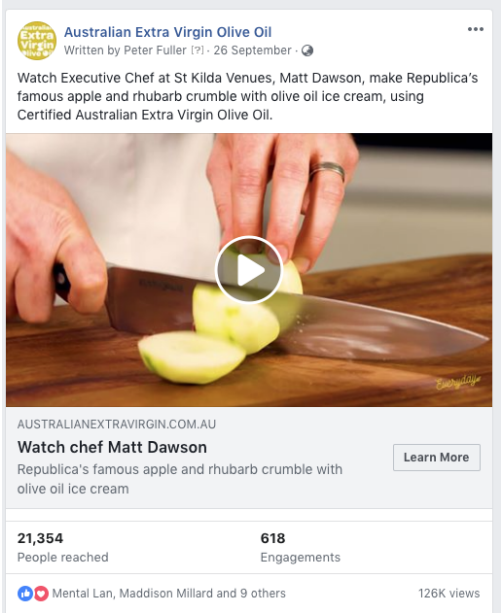 Australian
Extra
Virgin
Olive Oil
Australian Extra Virgin Olive Oil
Written by Peter Fuller [?] · 26 September ·
Watch Executive Chef at St Kilda Venues, Matt Dawson, make Republica's
famous apple and rhubarb crumble with olive oil ice cream, using
Certified Australian Extra Virgin Olive Oil.
Everyday
AUSTRALIANEXTRAVIRGIN.COM.AU
Watch chef Matt Dawson
Republica's famous apple and rhubarb crumble with
olive oil ice cream
Learn More
21,354
People reached
618
Engagements
Mental Lan, Maddison Millard and 9 others
126K views